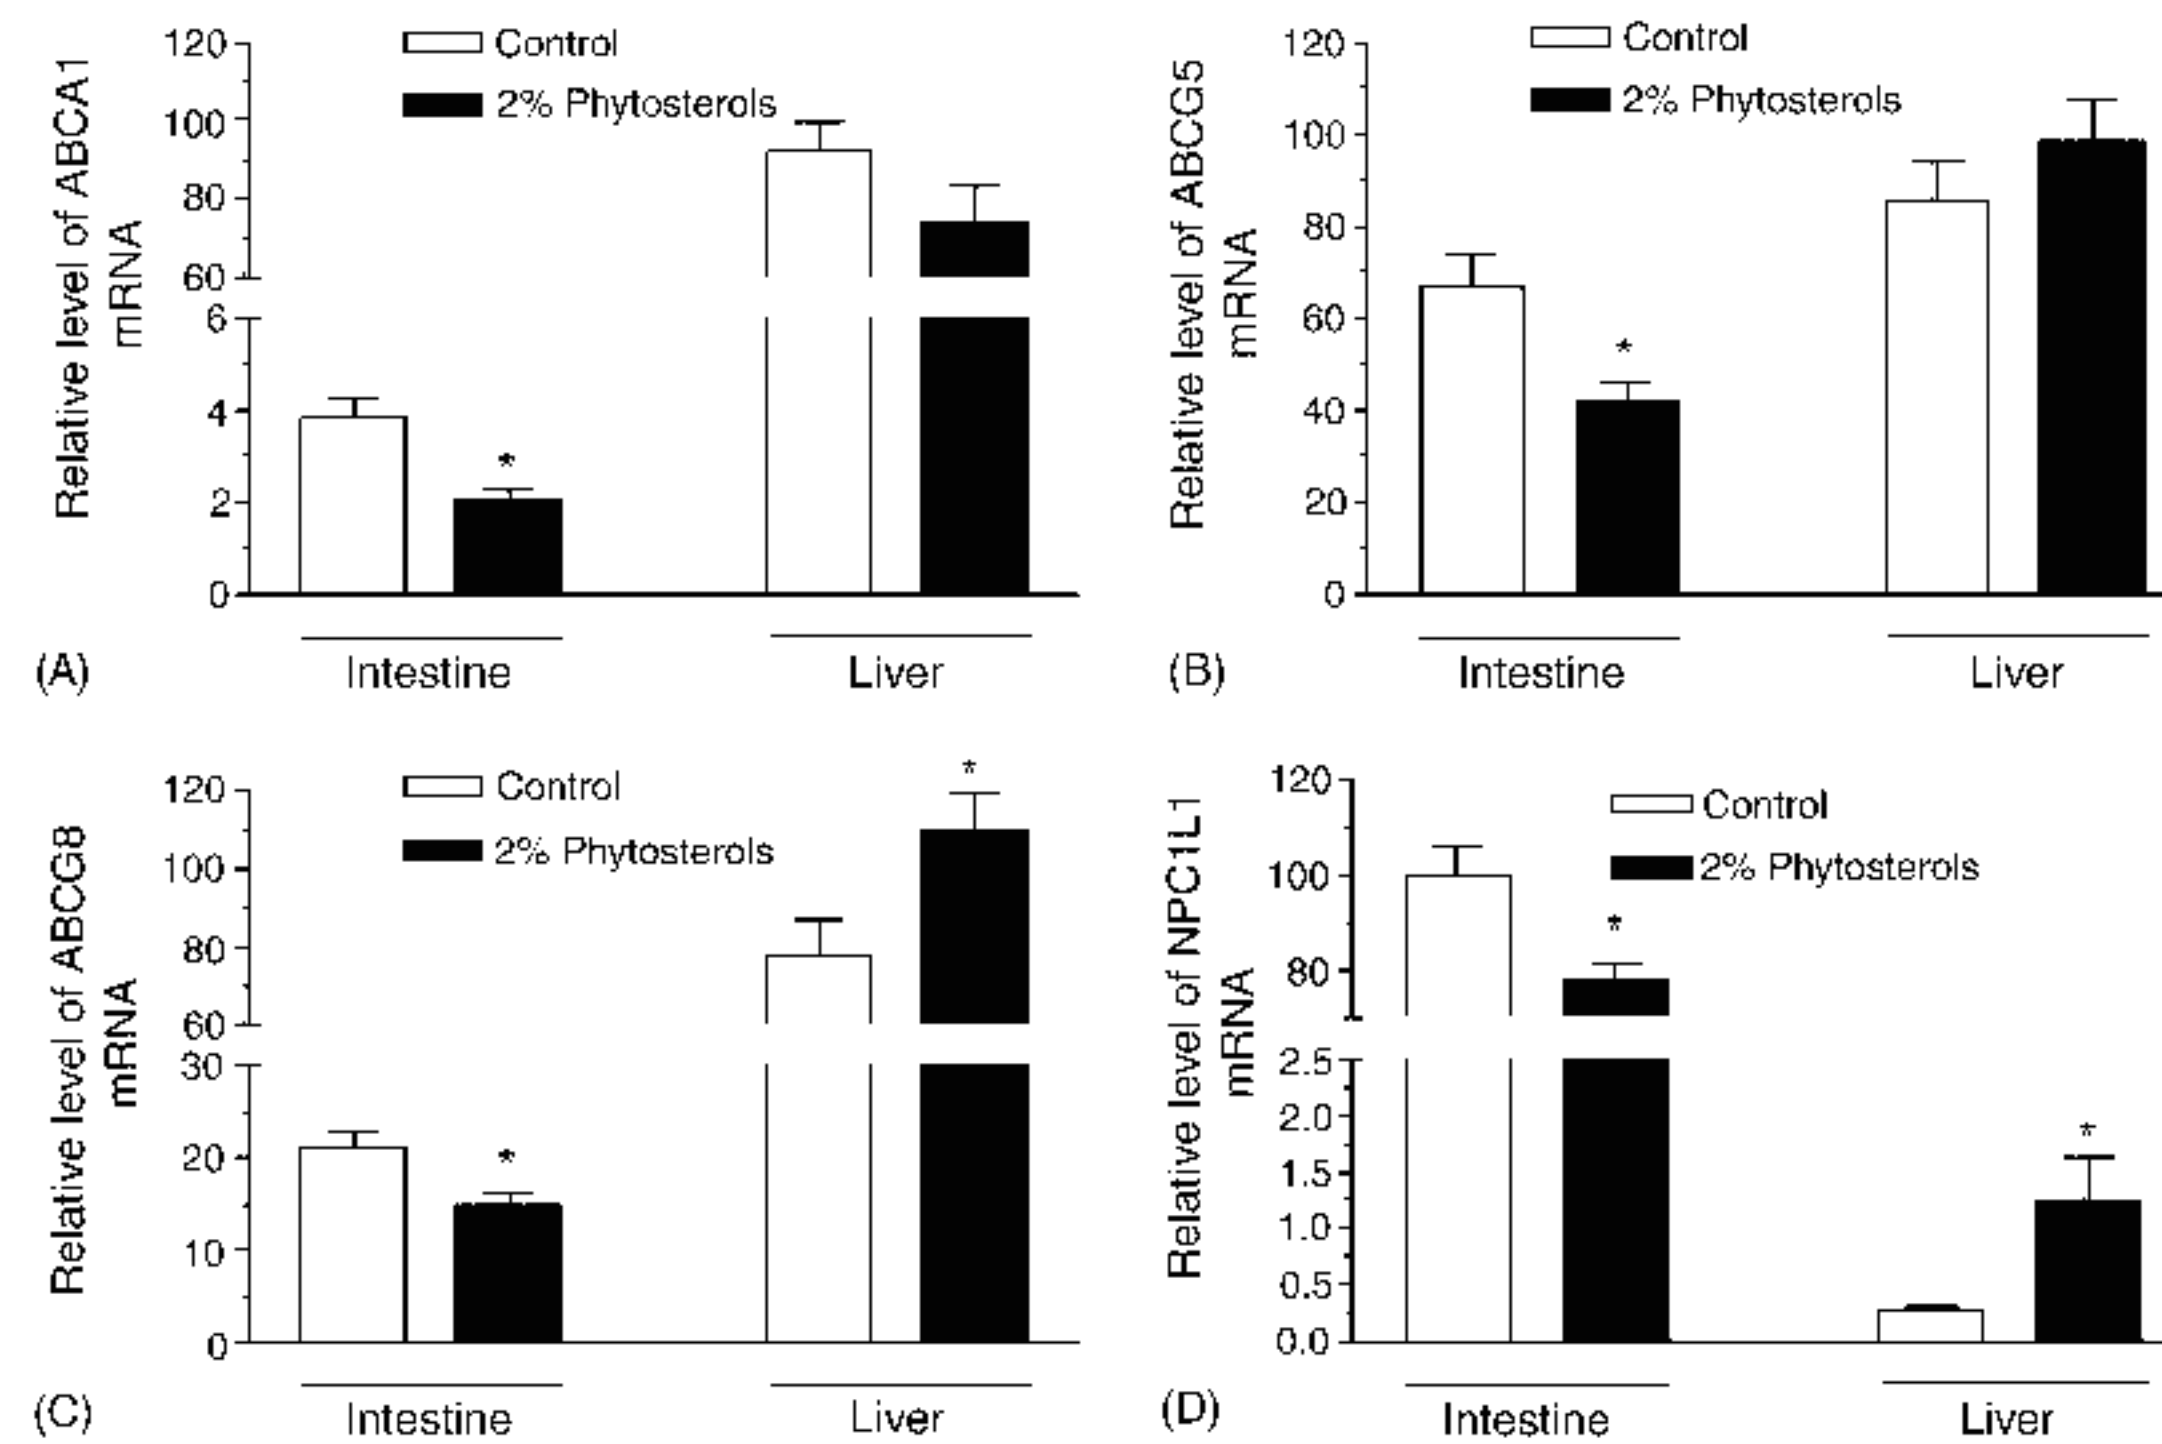 Relative level of ABCA1
mRNA
120
100
80
60
6
4
2
0
Control
2% Phytosterols
*
Intestine
Liver
(A)
Relative level of ABCG5
mRNA
120
100
80
60
40
20
0
Control
2% Phytosterols
*
Intestine
Liver
(B)
Relative level of ABCG8
mRNA
120
100
80
60
30
20
10
0
Control
2% Phytosterols
*
*
Intestine
Liver
(C)
Relative level of NPC1L1
mRNA
120
100
80
2.5
2.0
1.5
1.0
0.5
0.0
Control
2% Phytosterols
*
*
Intestine
Liver
(D)